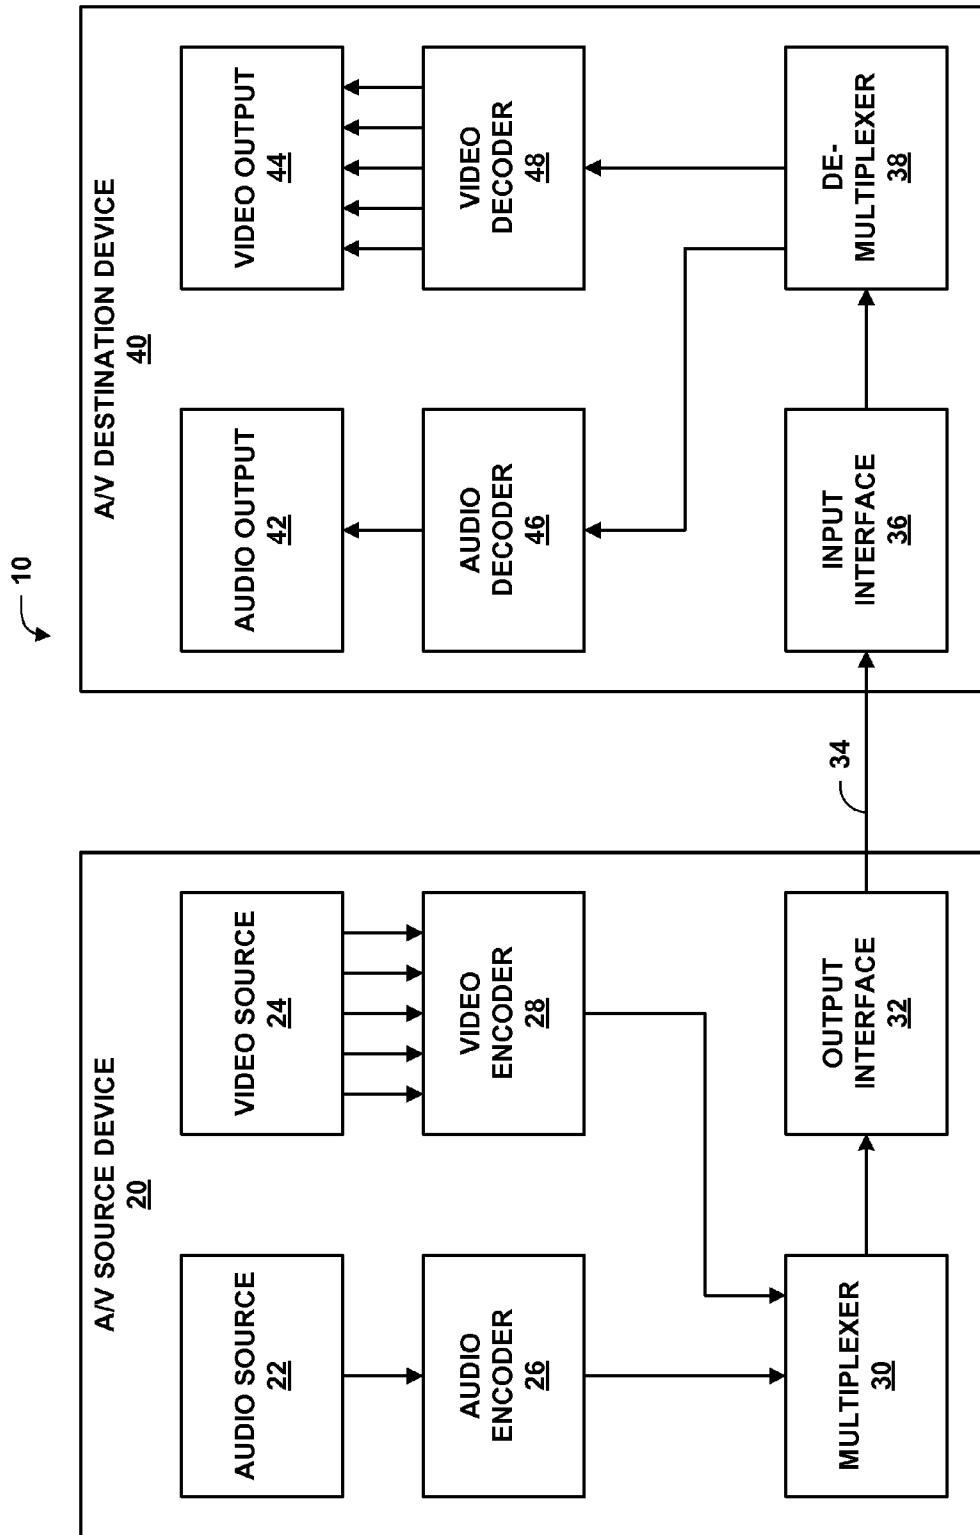 10
A/V SOURCE DEVICE
20
AUDIO SOURCE
22
VIDEO SOURCE
24
AUDIO
ENCODER
26
VIDEO
ENCODER
28
MULTIPLEXER
30
OUTPUT
INTERFACE
32
34
A/V DESTINATION DEVICE
40
AUDIO OUTPUT
42
VIDEO OUTPUT
44
AUDIO
DECODER
46
VIDEO
DECODER
48
INPUT
INTERFACE
36
DE-
MULTIPLEXER
38